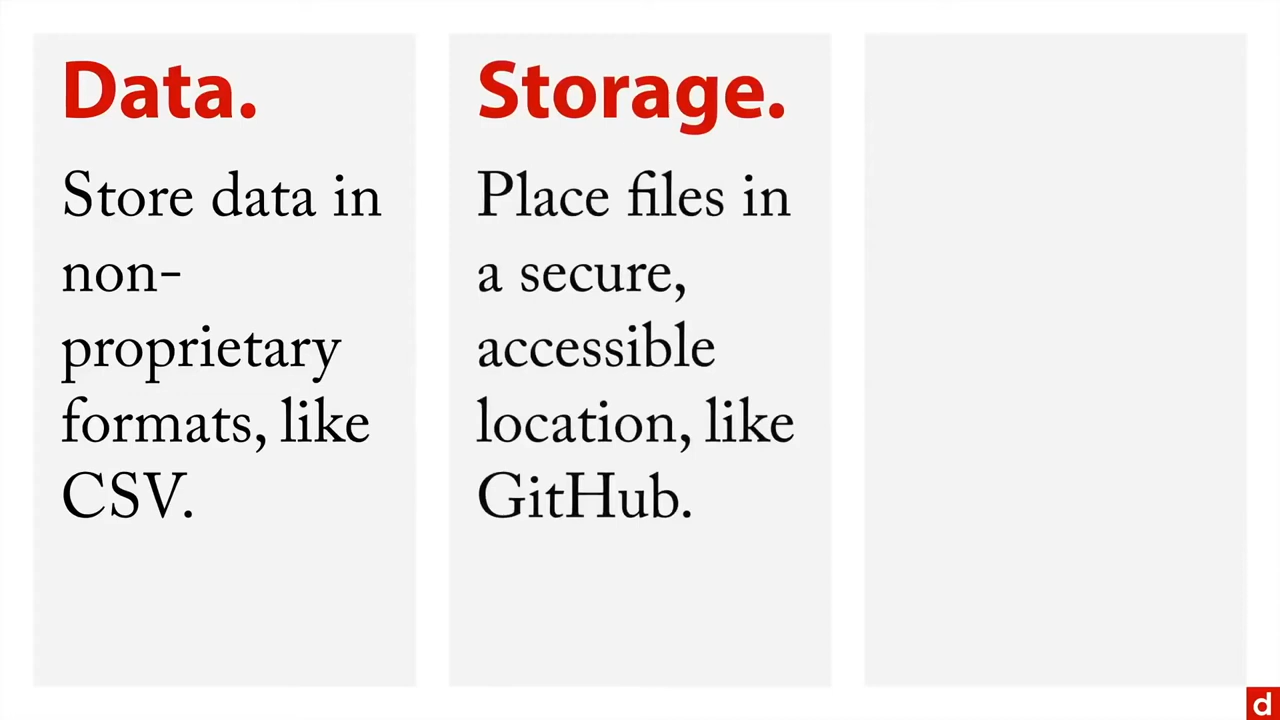 Data.
Store data in
non-
proprietary
formats, like
CSV.
Storage.
Place files in
a secure,
accessible
location, like
GitHub.
d